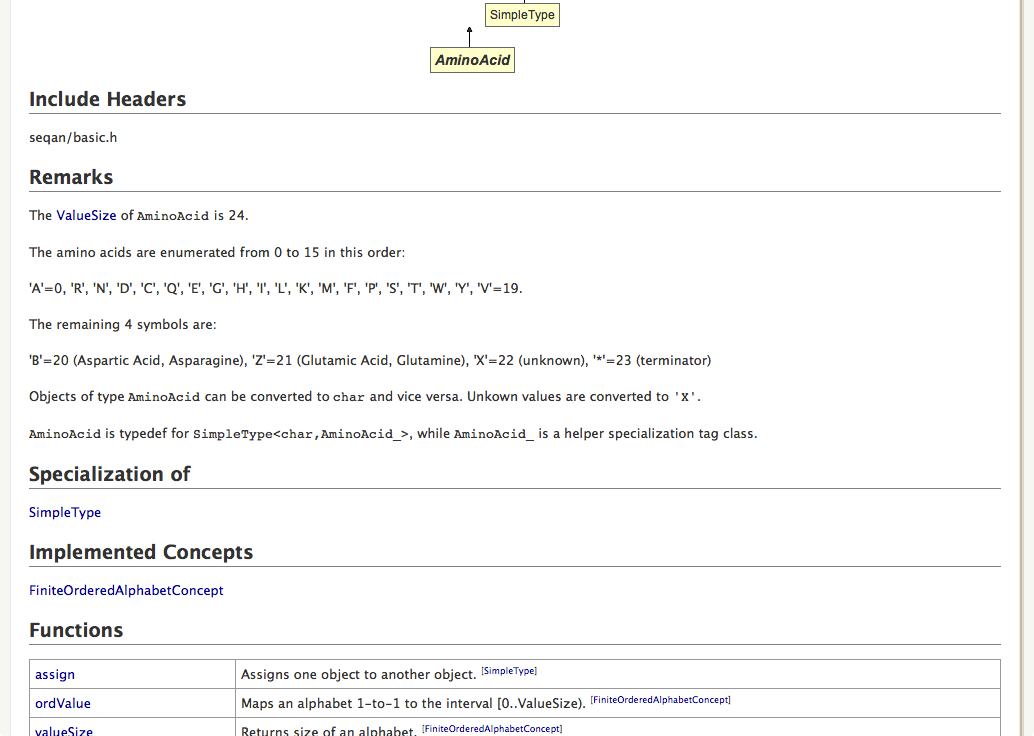 SimpleType
AminoAcid
Include Headers
seqan/basic.h
Remarks
The ValueSize of AminoAcid is 24.
The amino acids are enumerated from 0 to 15 in this order:
'A'=0, 'R', 'N', 'D', 'C', 'Q', 'E', 'G', 'H', 'I', 'L', 'K', 'M', 'F', 'P', 'S', 'T', 'W', 'Y', 'V'=19.
The remaining 4 symbols are:
'B'=20 (Aspartic Acid, Asparagine), 'Z'=21 (Glutamic Acid, Glutamine), 'X'=22 (unknown), '*'=23 (terminator)
Objects of type AminoAcid can be converted to char and vice versa. Unkown values are converted to 'X'.
AminoAcid is typedef for SimpleType<char,AminoAcid_>, while AminoAcid_ is a helper specialization tag class.
Specialization of
SimpleType
Implemented Concepts
FiniteOrderedAlphabetConcept
Functions
assign Assigns one object to another object. [SimpleType]
ordValue Maps an alphabet 1-to-1 to the interval [0..ValueSize). [FiniteOrderedAlphabetConcept]
valueSize Returns size of an alphabet. [FiniteOrderedAlphabetConcept]